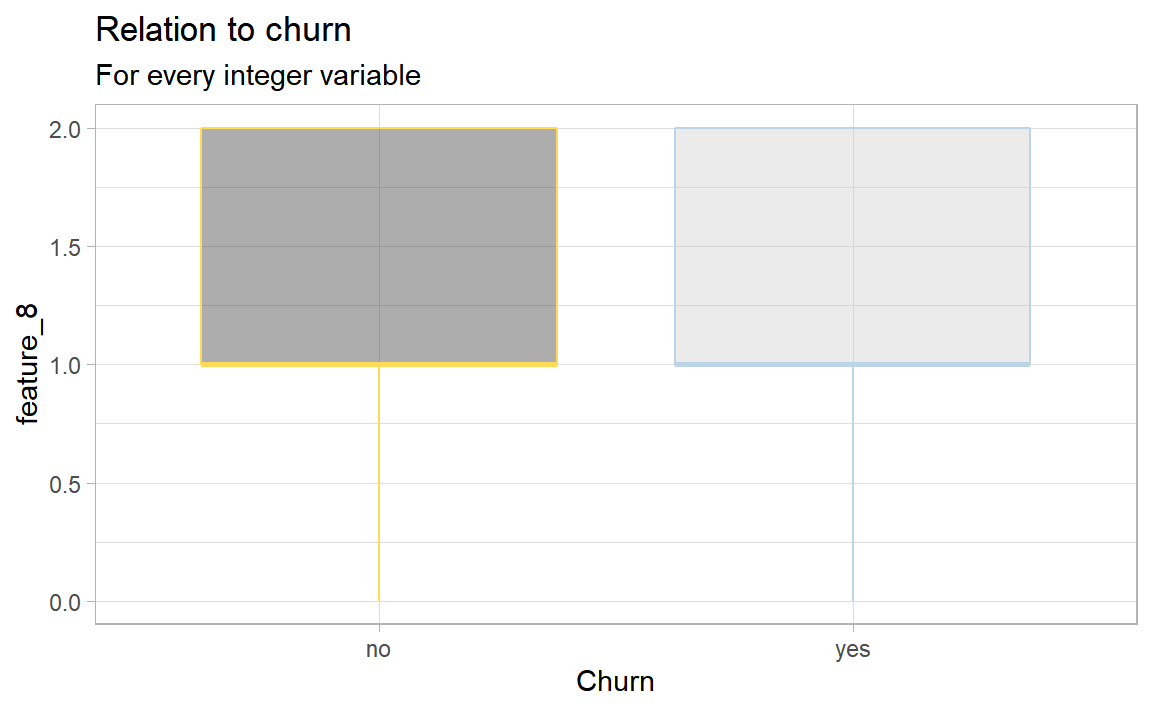 Relation to churn
For every integer variable
feature_8
2.0
1.5
1.0
0.5
0.0
no
yes
Churn